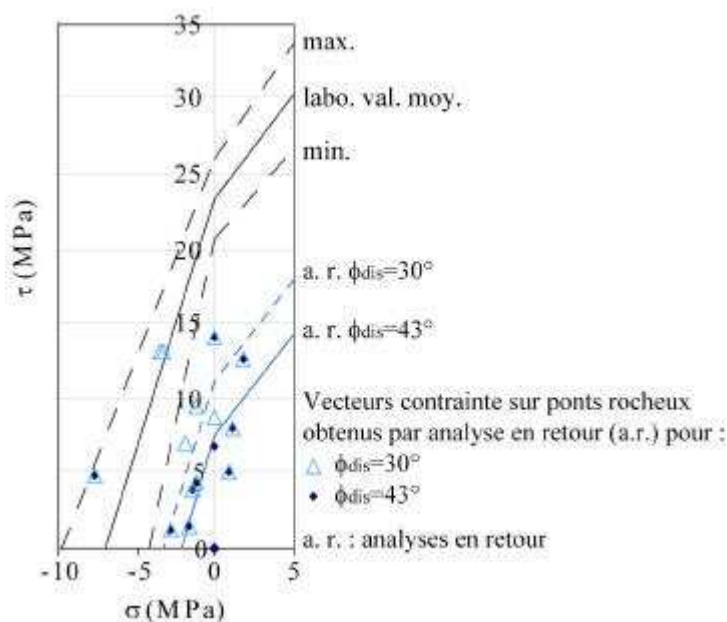 35
30
25
20
15
10
5
0
-10
-5
0
5
τ (MPa)
σ (MPa)
max.
labo. val. moy.
min.
a. r. ϕdis=30°
a. r. ϕdis=43°
Vecteurs contrainte sur ponts rocheux
obtenus par analyse en retour (a.r.) pour :
ϕdis=30°
ϕdis=43°
a. r. : analyses en retour